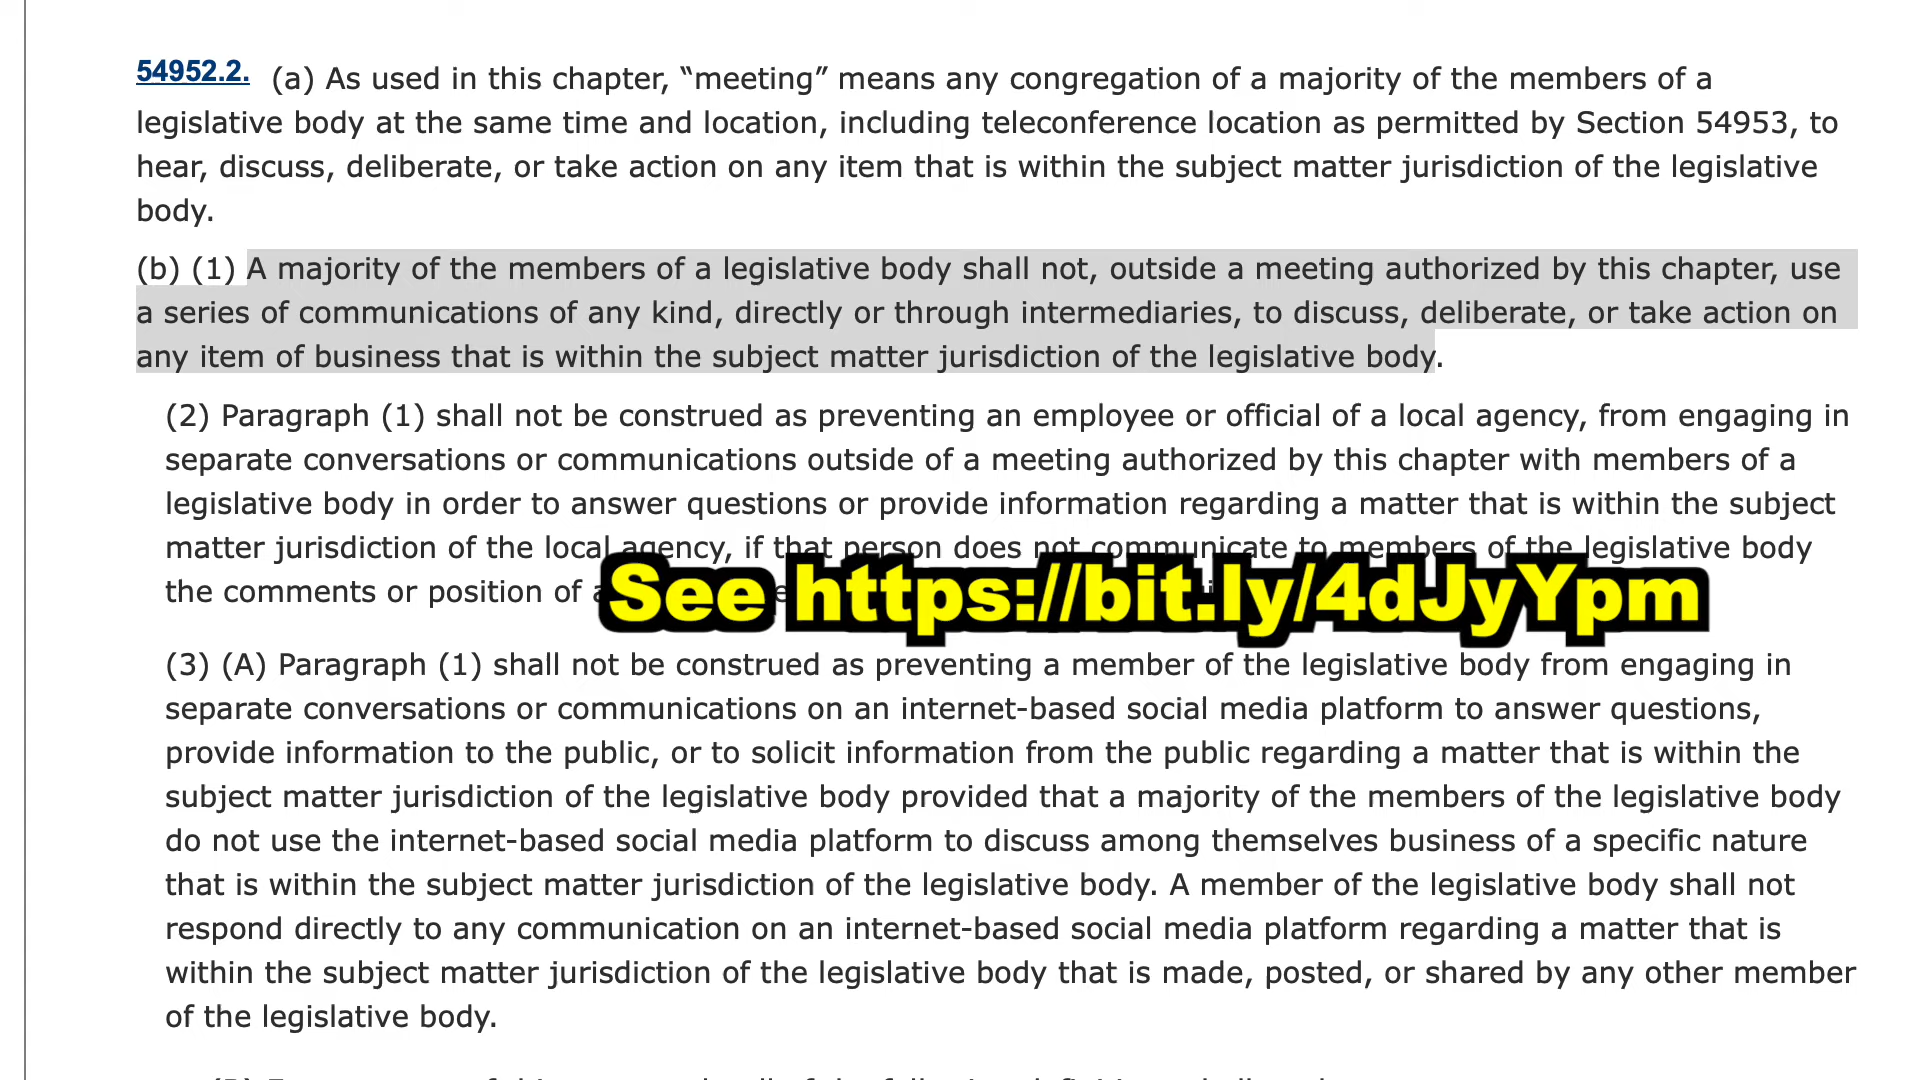 54952.2. (a) As used in this chapter, “meeting” means any congregation of a majority of the members of a
legislative body at the same time and location, including teleconference location as permitted by Section 54953, to
hear, discuss, deliberate, or take action on any item that is within the subject matter jurisdiction of the legislative
body.
(b) (1) A majority of the members of a legislative body shall not, outside a meeting authorized by this chapter, use
a series of communications of any kind, directly or through intermediaries, to discuss, deliberate, or take action on
any item of business that is within the subject matter jurisdiction of the legislative body.
(2) Paragraph (1) shall not be construed as preventing an employee or official of a local agency, from engaging in
separate conversations or communications outside of a meeting authorized by this chapter with members of a
legislative body in order to answer questions or provide information regarding a matter that is within the subject
matter jurisdiction of the local agency, if that person does not communicate to members of the legislative body
the comments or position of
See https://bit.ly/4dJyYpm
(3) (A) Paragraph (1) shall not be construed as preventing a member of the legislative body from engaging in
separate conversations or communications on an internet-based social media platform to answer questions,
provide information to the public, or to solicit information from the public regarding a matter that is within the
subject matter jurisdiction of the legislative body provided that a majority of the members of the legislative body
do not use the internet-based social media platform to discuss among themselves business of a specific nature
that is within the subject matter jurisdiction of the legislative body. A member of the legislative body shall not
respond directly to any communication on an internet-based social media platform regarding a matter that is
within the subject matter jurisdiction of the legislative body that is made, posted, or shared by any other member
of the legislative body.